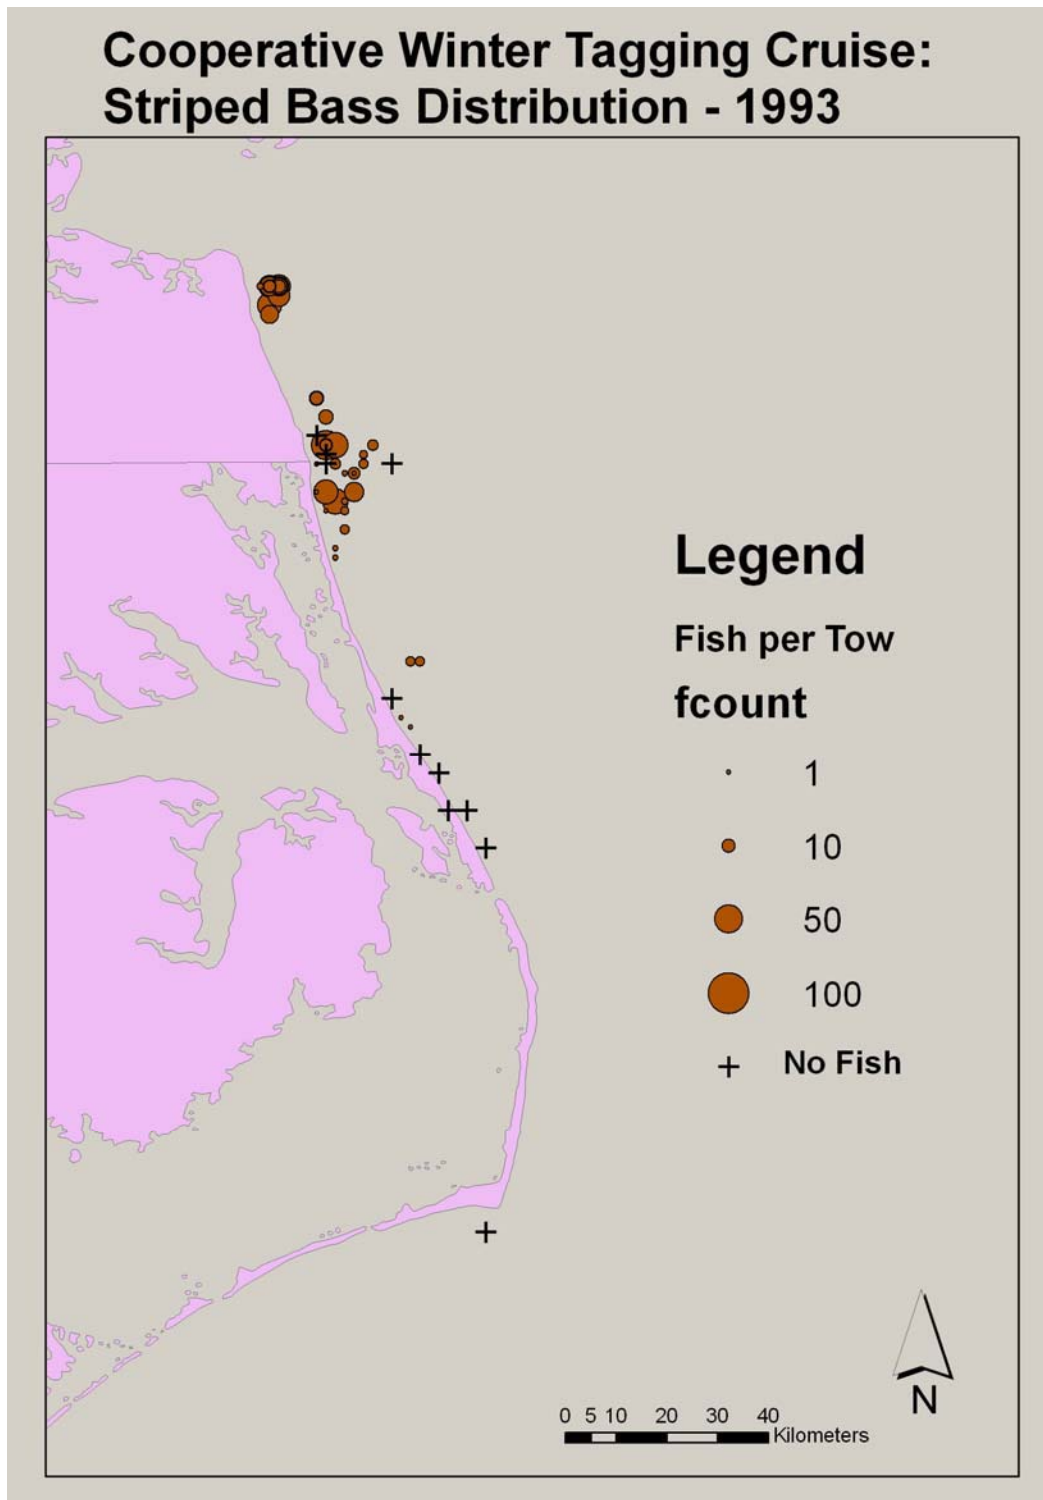 Cooperative Winter Tagging Cruise:
Striped Bass Distribution - 1993
Legend
Fish per Tow
fcount
1
10
50
100
No Fish
N
0 5 10 20 30 40
Kilometers